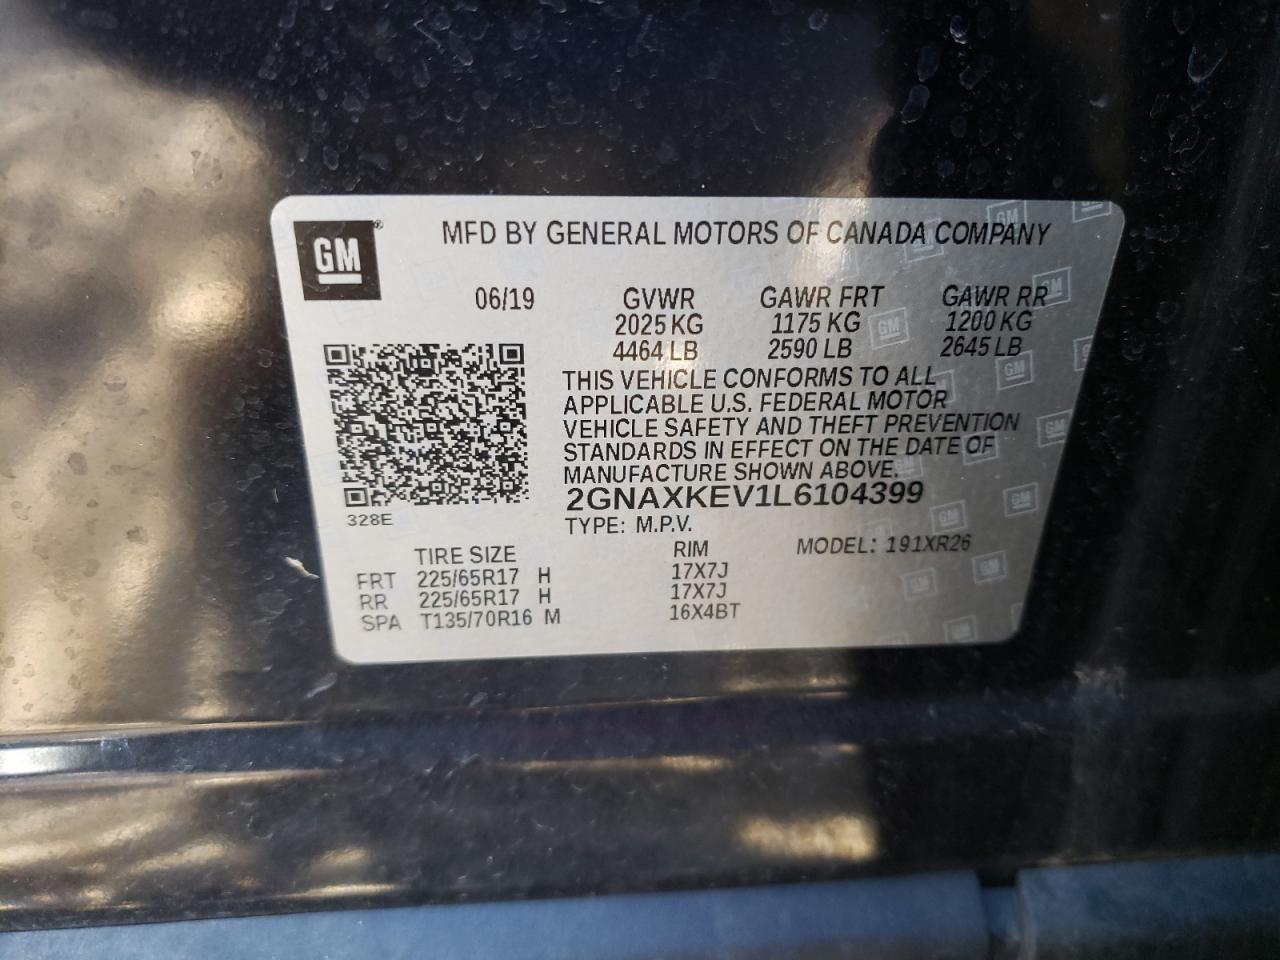 GM
MFD BY GENERAL MOTORS OF CANADA COMPANY
06/19 GVWR GAWR FRT GAWR RR
2025 KG 1175 KG 1200 KG
4464 LB 2590 LB 2645 LB
THIS VEHICLE CONFORMS TO ALL
APPLICABLE U.S. FEDERAL MOTOR
VEHICLE SAFETY AND THEFT PREVENTION
STANDARDS IN EFFECT ON THE DATE OF
MANUFACTURE SHOWN ABOVE.
2GNAXKEV1L6104399
328E
TYPE: M.P.V.
TIRE SIZE RIM MODEL: 191XR26
FRT 225/65R17 H 17X7J
RR 225/65R17 H 17X7J
SPA T135/70R16 M 16X4BT